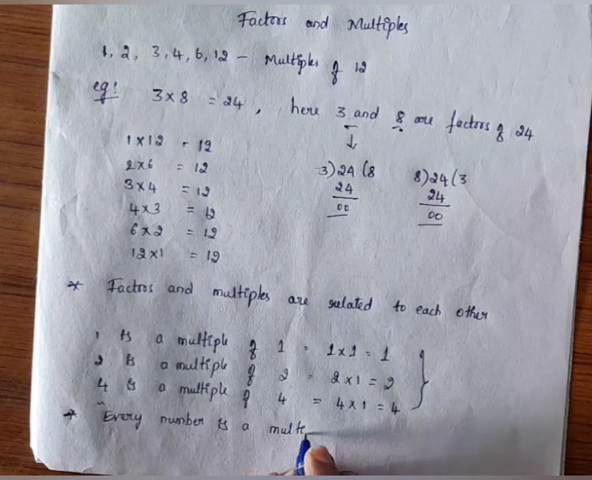 Factors and Multiples
1, 2, 3, 4, 6, 12 - Multiples of 12
eg: 3 x 8 = 24, here 3 and 8 are factors of 24
↓
1 x 12 = 12
2 x 6 = 12
3 x 4 = 12
4 x 3 = 12
6 x 2 = 12
12 x 1 = 12
3)24(8
24
00
8)24(3
24
00
* Factors and multiples are related to each other
1 is a multiple of 1 = 1 x 1 = 1
2 is a multiple of 2 = 2 x 1 = 2
4 is a multiple of 4 = 4 x 1 = 4
* Every number is a mult